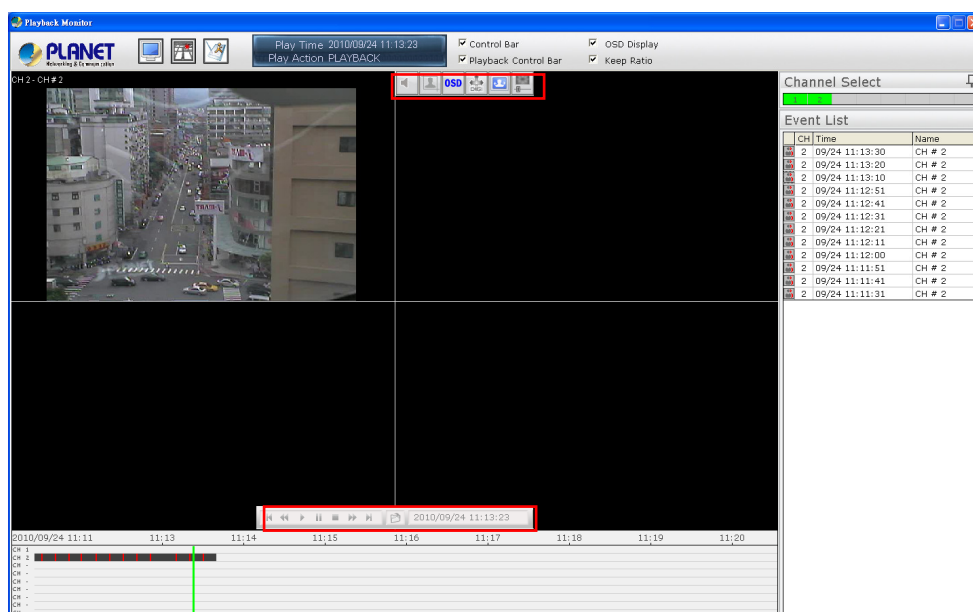 Playback Monitor
PLANET
Networking & Communication
Play Time 2010/09/24 11:13:23
Play Action PLAYBACK
Control Bar
OSD Display
Playback Control Bar
Keep Ratio
CH 2 - CH # 2
OSD
Channel Select
1 2
Event List
CH Time Name
2 09/24 11:13:30 CH # 2
2 09/24 11:13:20 CH # 2
2 09/24 11:13:10 CH # 2
2 09/24 11:12:51 CH # 2
2 09/24 11:12:41 CH # 2
2 09/24 11:12:31 CH # 2
2 09/24 11:12:21 CH # 2
2 09/24 11:12:11 CH # 2
2 09/24 11:12:00 CH # 2
2 09/24 11:11:51 CH # 2
2 09/24 11:11:41 CH # 2
2 09/24 11:11:31 CH # 2
2010/09/24 11:13:23
2010/09/24 11:11 11:13 11:14 11:15 11:16 11:17 11:18 11:19 11:20
CH 1
CH 2
CH -
CH -
CH -
CH -